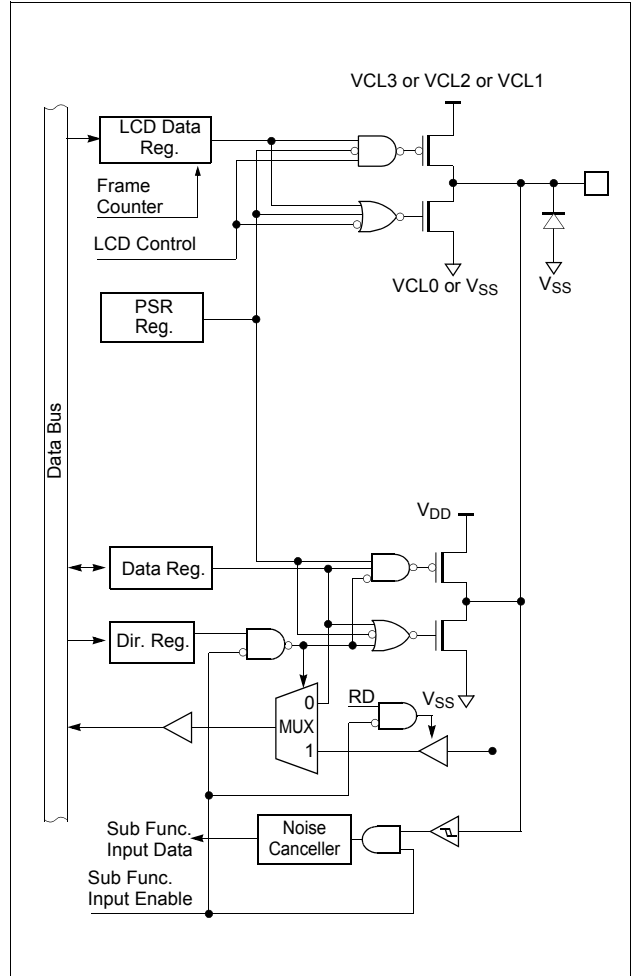 VCL3 or VCL2 or VCL1
LCD Data
Reg.
Frame
Counter
LCD Control
VCL0 or VSS
VSS
PSR
Reg.
Data Bus
VDD
Data Reg.
Dir. Reg.
RD
VSS
0
MUX
1
Sub Func.
Input Data
Noise
Canceller
Sub Func.
Input Enable